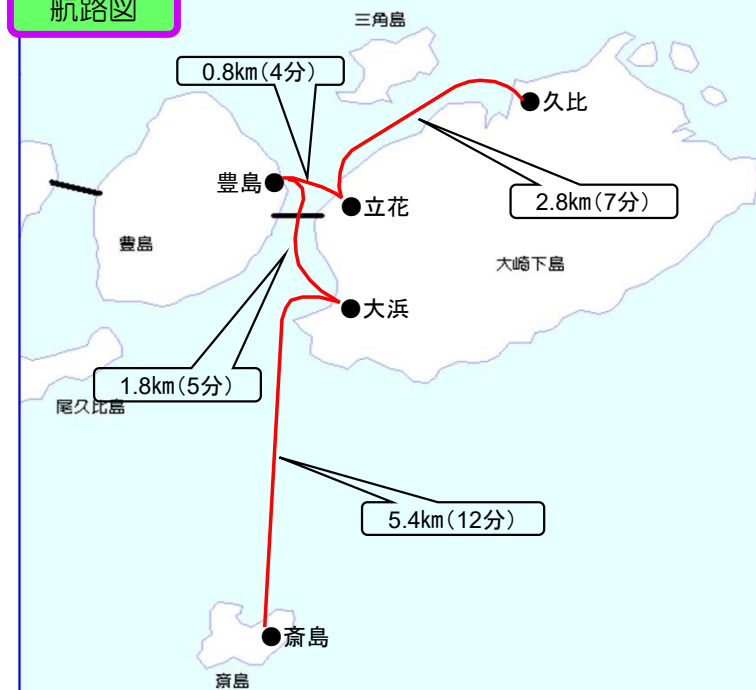 航路図
三角島
0.8㎞(4分)
久比
豊島
立花
2.8㎞(7分)
豊島
大崎下島
大浜
1.8㎞(5分)
尾久比島
5.4㎞(12分)
斎島
斎島